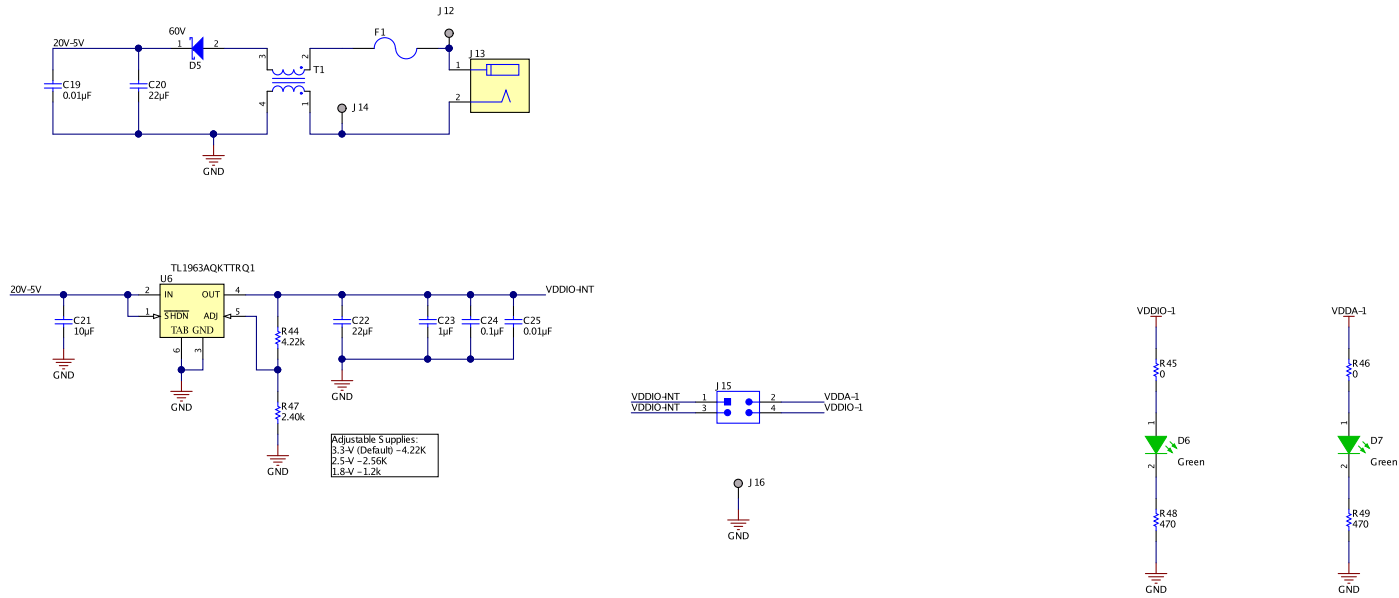 J12
60V
20V-5V
1
2
D5
3
2
T1
F1
J13
1
2
C19
0.01µF
C20
22µF
4
1
J14
GND
TL1963AQKTTRQ1
U6
20V-5V
2
IN
OUT
4
VDDIO-INT
1
SHDN
ADJ
5
TAB GND
6
3
C21
10µF
R44
4.22k
C22
22µF
C23
1µF
C24
0.1µF
C25
0.01µF
GND
GND
GND
R47
2.40k
GND
Adjustable Supplies:
3.3-V (Default) -4.22K
2.5-V -2.56K
1.8-V -1.2k
J15
VDDIO-INT
1
2
VDDA-1
VDDIO-INT
3
4
VDDIO-1
J16
GND
VDDIO-1
R45
0
1
D6
2
Green
R48
470
GND
VDDA-1
R46
0
1
D7
2
Green
R49
470
GND